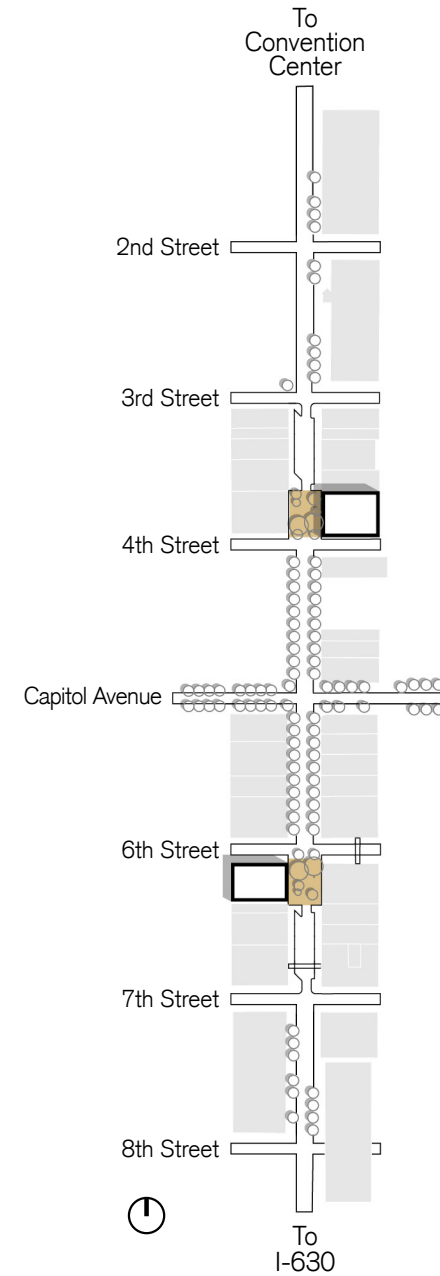 To
Convention
Center
2nd Street
3rd Street
4th Street
Capitol Avenue
6th Street
7th Street
8th Street
To
I-630